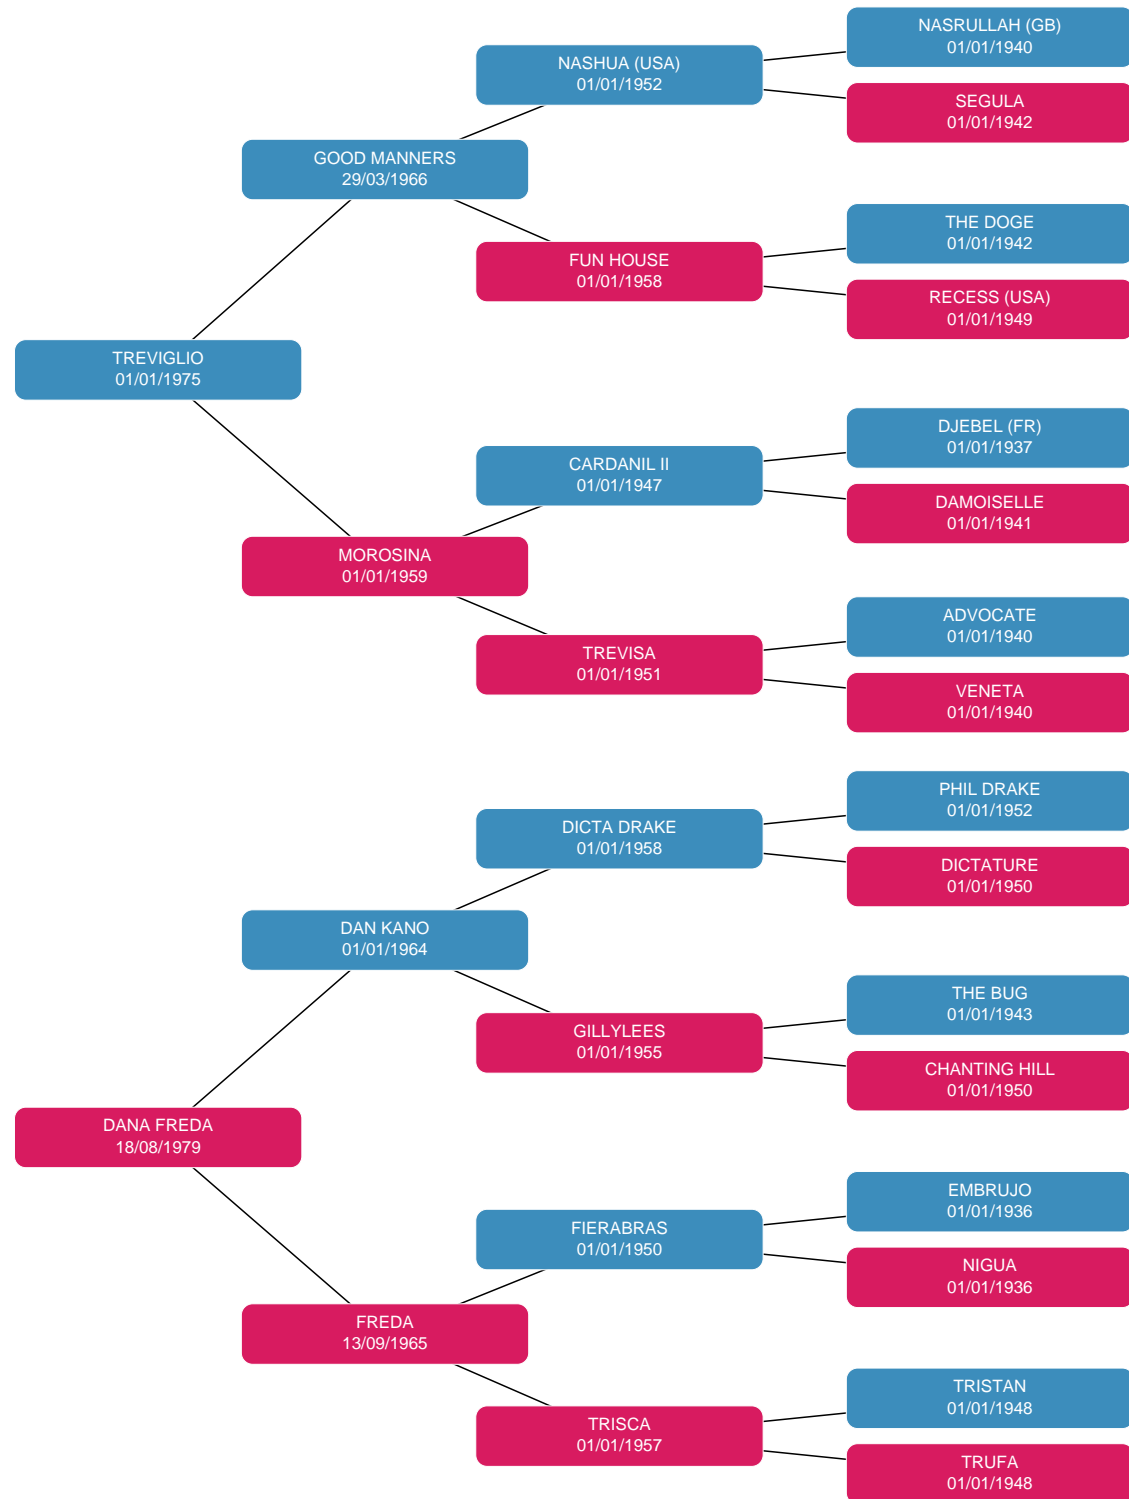 NASRULLAH (GB)
01/01/1940
NASHUA (USA)
01/01/1952
SEGULA
01/01/1942
GOOD MANNERS
29/03/1966
THE DOGE
01/01/1942
FUN HOUSE
01/01/1958
RECESS (USA)
01/01/1949
TREVIGLIO
01/01/1975
DJEBEL (FR)
01/01/1937
CARDANIL II
01/01/1947
DAMOISELLE
01/01/1941
MOROSINA
01/01/1959
ADVOCATE
01/01/1940
TREVISA
01/01/1951
VENETA
01/01/1940
PHIL DRAKE
01/01/1952
DICTA DRAKE
01/01/1958
DICTATURE
01/01/1950
DAN KANO
01/01/1964
THE BUG
01/01/1943
GILLYLEES
01/01/1955
CHANTING HILL
01/01/1950
DANA FREDA
18/08/1979
EMBRUJO
01/01/1936
FIERABRAS
01/01/1950
NIGUA
01/01/1936
FREDA
13/09/1965
TRISTAN
01/01/1948
TRISCA
01/01/1957
TRUFA
01/01/1948